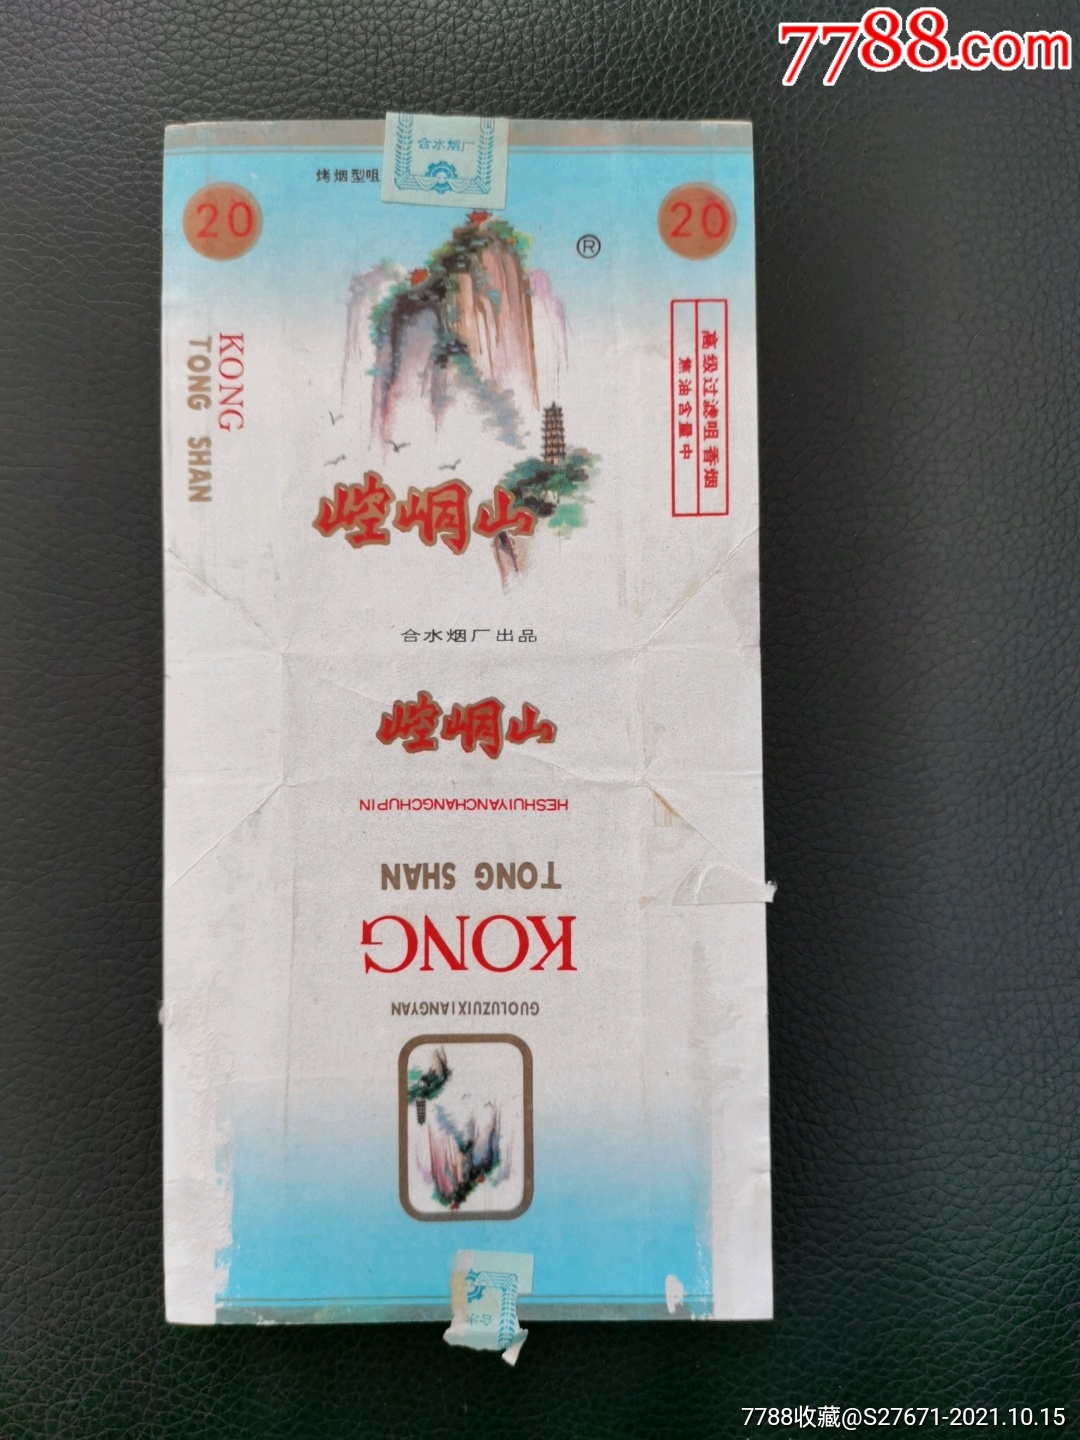 7788.com
合水烟厂
烤烟型咀
20
20
®
KONG
TONG SHAN
高级过滤咀香烟
焦油含量中
崆峒山
合水烟厂出品
崆峒山
HESHUIYANCHANGCHUPIN
TONG SHAN
KONG
GUOLUZUIXIANGYAN
7788收藏@S27671-2021.10.15